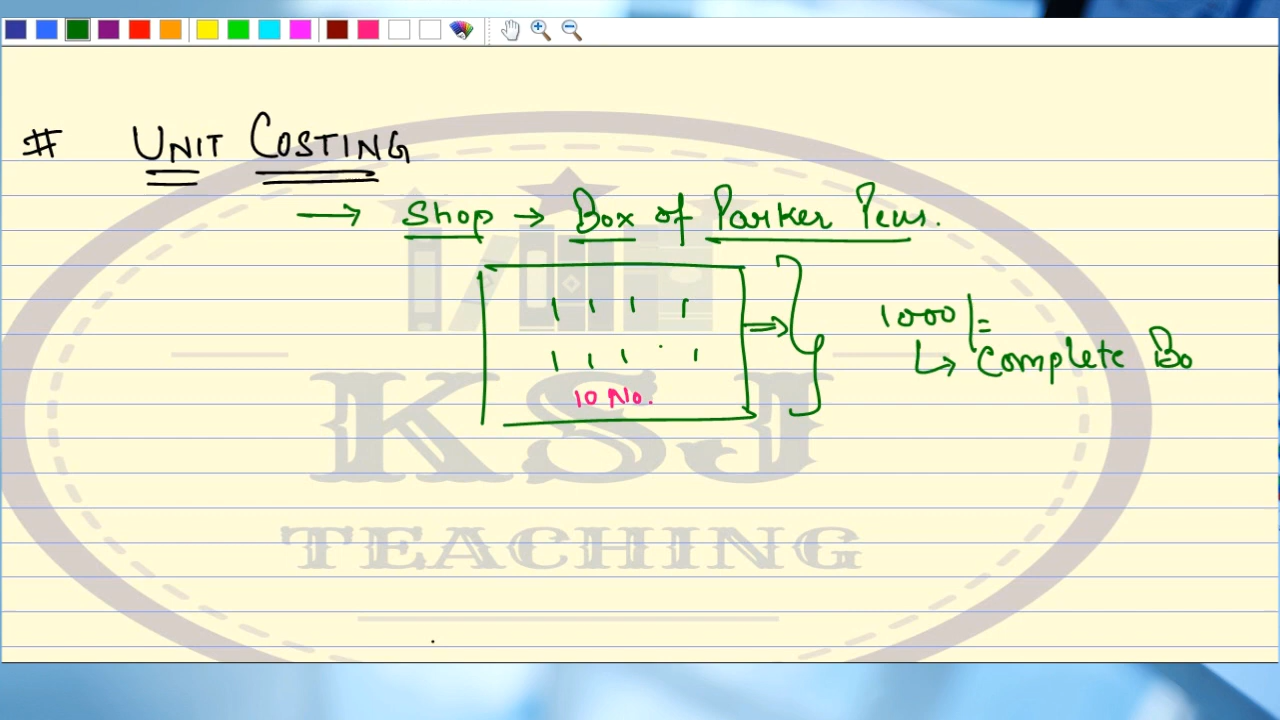 # UNIT COSTING
→ Shop → Box of Parker Pens.
1000/=
↳ Complete Bo
10 No.
KSJ
TEACHING